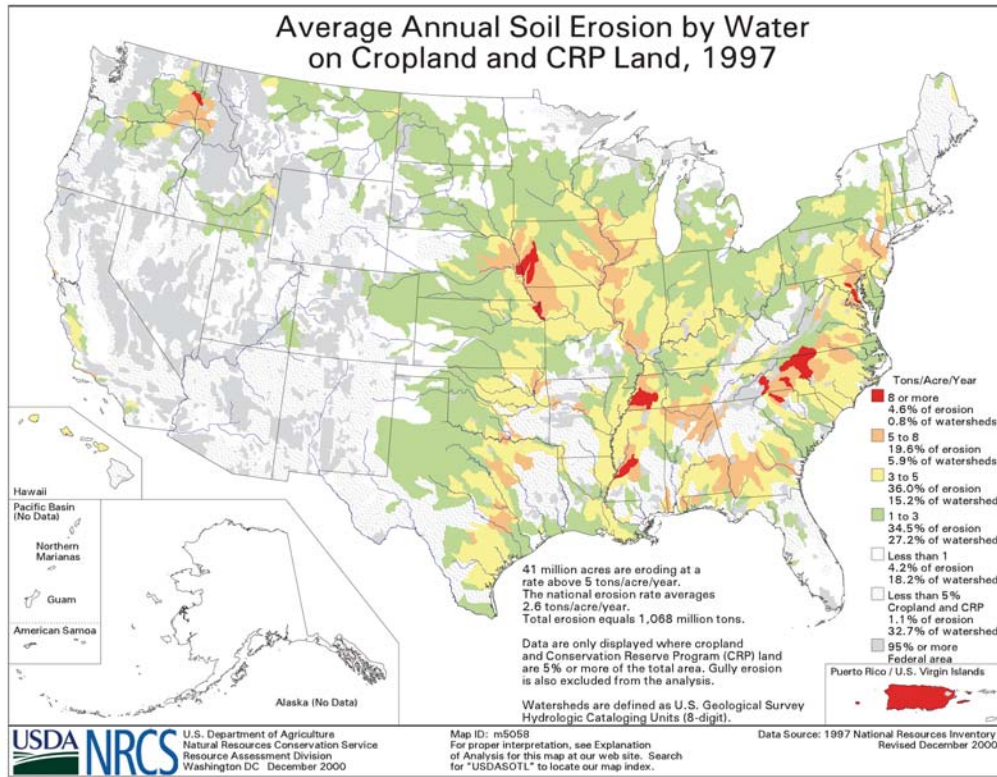 Average Annual Soil Erosion by Water
on Cropland and CRP Land, 1997
Tons/Acre/Year
8 or more
4.6% of erosion
0.8% of watersheds
5 to 8
19.6% of erosion
5.9% of watersheds
3 to 5
36.0% of erosion
15.2% of watersheds
1 to 3
34.5% of erosion
27.2% of watersheds
Less than 1
4.2% of erosion
18.2% of watersheds
Less than 5%
Cropland and CRP
1.1% of erosion
32.7% of watersheds
95% or more
Federal area
Hawaii
Pacific Basin
(No Data)
Northern
Marianas
Guam
American Samoa
Alaska (No Data)
41 million acres are eroding at a
rate above 5 tons/acre/year.
The national erosion rate averages
2.6 tons/acre/year.
Total erosion equals 1,068 million tons.
Data are only displayed where cropland
and Conservation Reserve Program (CRP) land
are 5% or more of the total area. Gully erosion
is also excluded from the analysis.
Watersheds are defined as U.S. Geological Survey
Hydrologic Cataloging Units (8-digit).
Puerto Rico / U.S. Virgin Islands
USDA NRCS
U.S. Department of Agriculture
Natural Resources Conservation Service
Resource Assessment Division
Washington DC December 2000
Map ID: m5058
For proper interpretation, see Explanation
of Analysis for this map at our web site. Search
for "USDASOTL" to locate our map index.
Data Source: 1997 National Resources Inventory
Revised December 2000